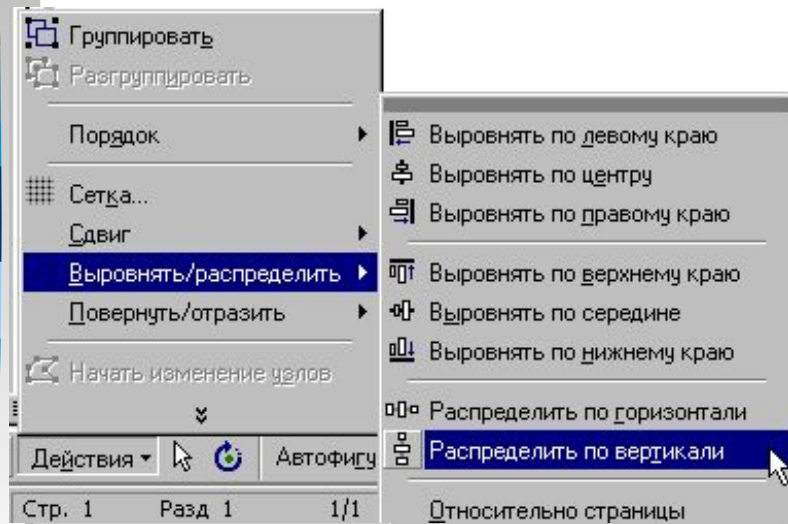 Группировать
Разгруппировать
Порядок
Сетка...
Сдвиг
Выровнять/распределить
Повернуть/отразить
Начать изменение узлов
Действия
Автофигу
Стр. 1 Разд 1 1/1
Выровнять по левому краю
Выровнять по центру
Выровнять по правому краю
Выровнять по верхнему краю
Выровнять по середине
Выровнять по нижнему краю
Распределить по горизонтали
Распределить по вертикали
Относительно страницы